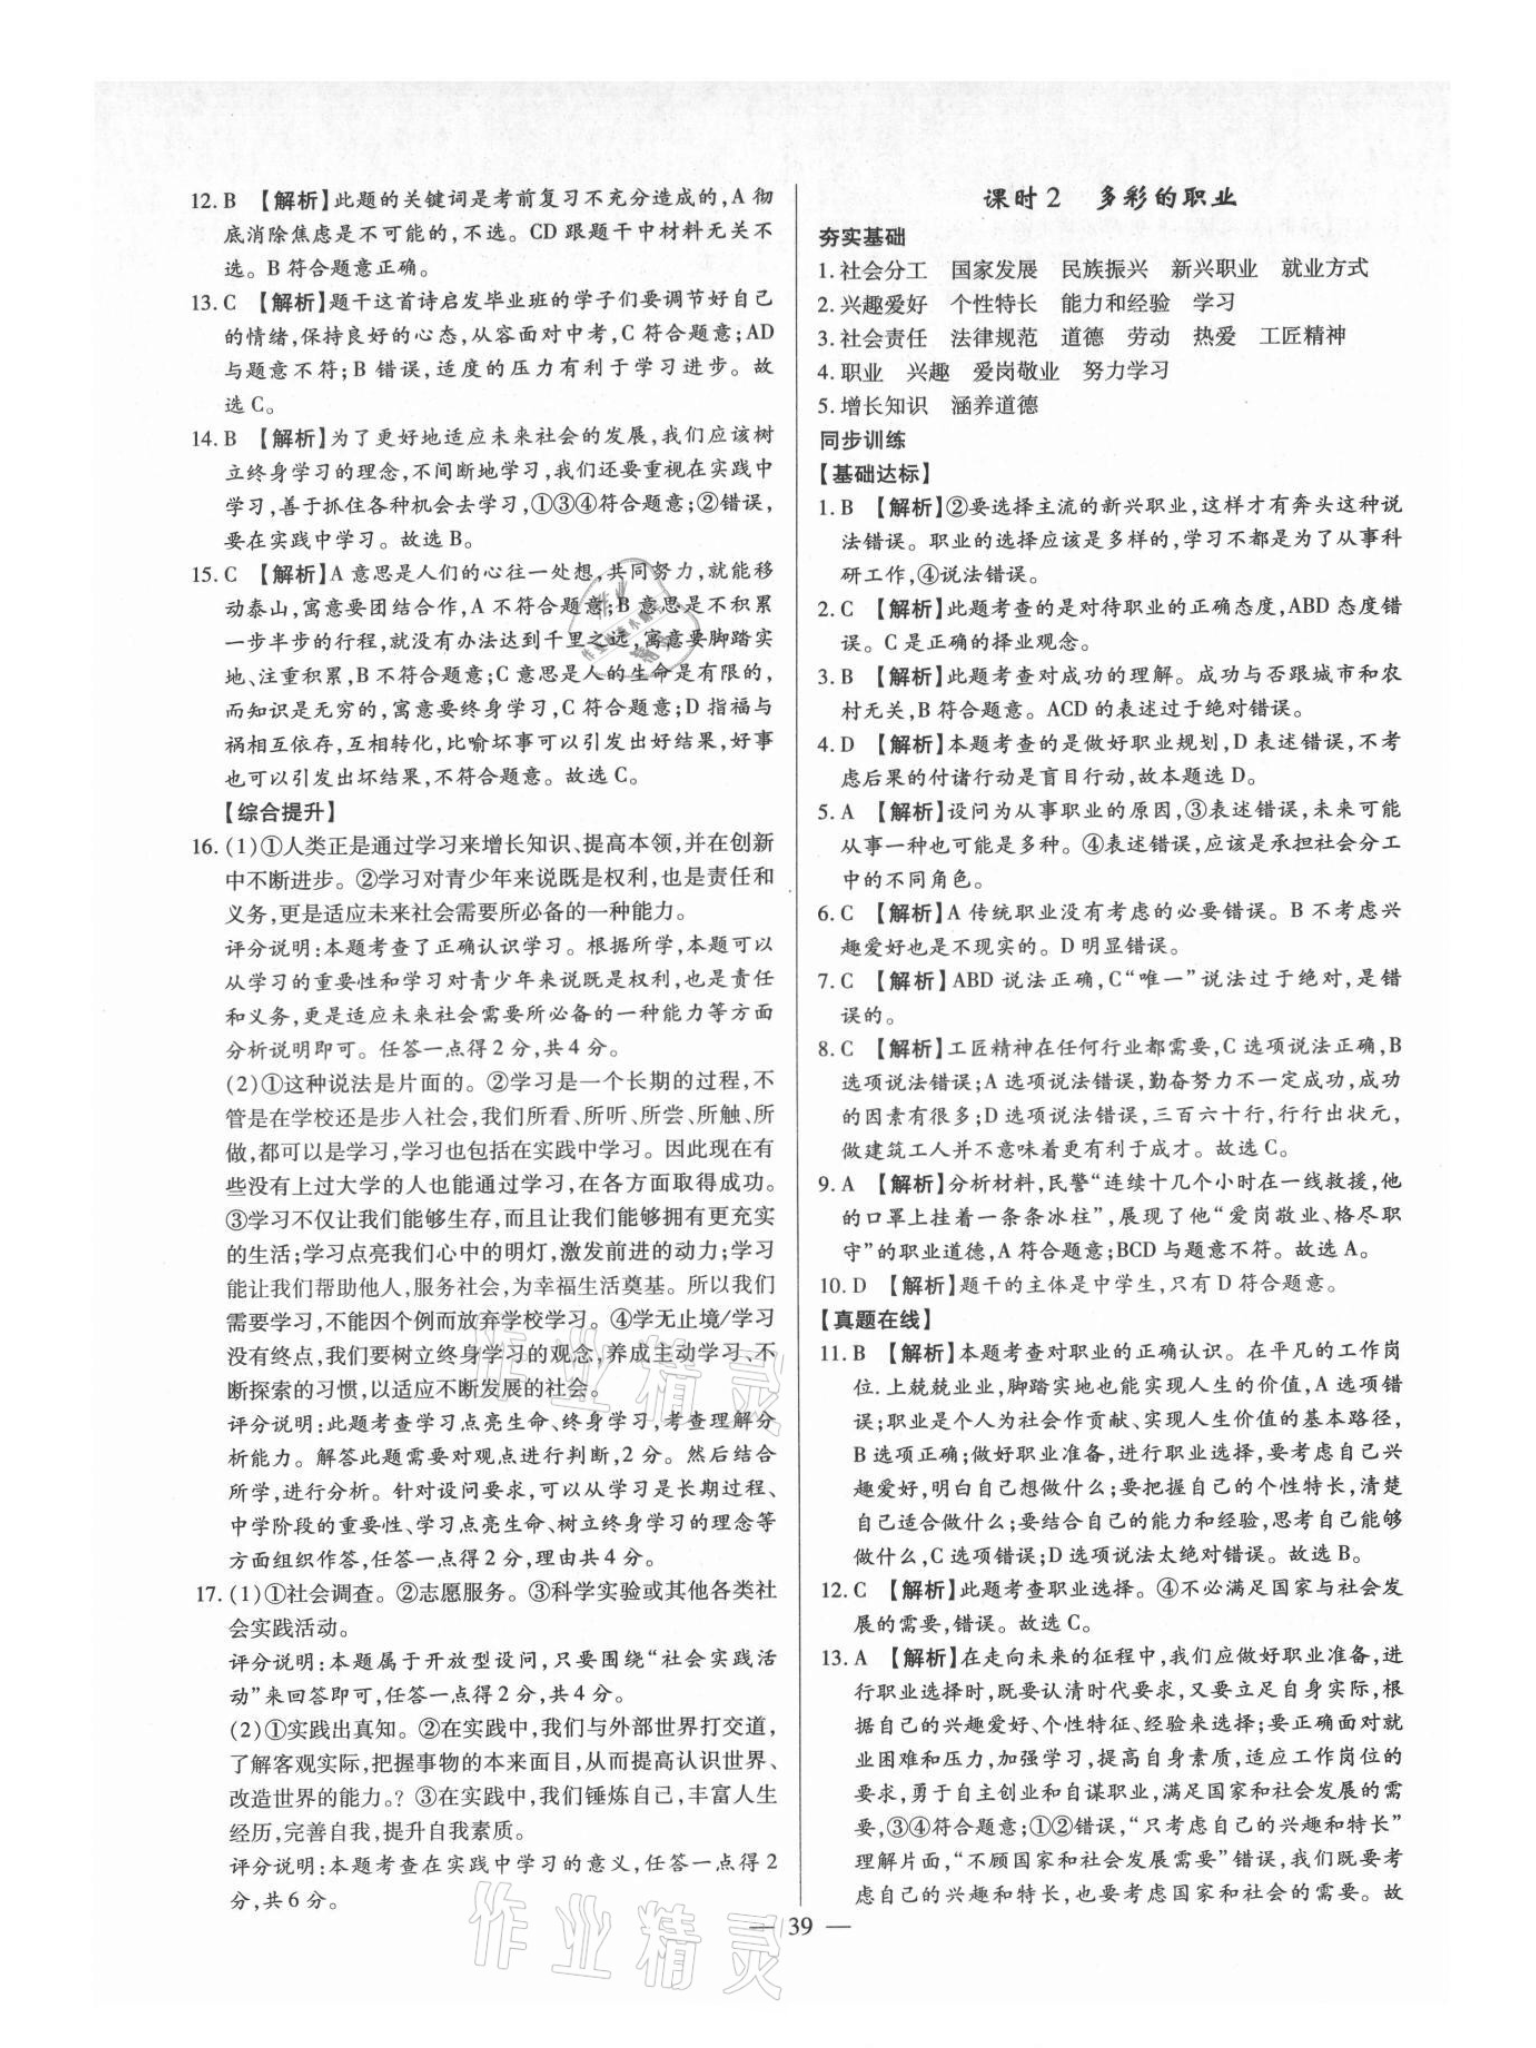 12. B 【解析】此题的关键词是考前复习不充分造成的,A 彻
底消除焦虑是不可能的,不选。CD 跟题干中材料无关不
选。B 符合题意正确。
13. C 【解析】题干这首诗启发毕业班的学子们要调节好自己
的情绪,保持良好的心态,从容面对中考,C 符合题意;AD
与题意不符;B 错误,适度的压力有利于学习进步。故
选 C。
14. B 【解析】为了更好地适应未来社会的发展,我们应该树
立终身学习的理念,不间断地学习,我们还要重视在实践中
学习,善于抓住各种机会去学习,①③④符合题意;②错误,
要在实践中学习。故选 B。
15. C 【解析】A 意思是人们的心往一处想,共同努力,就能移
动泰山,寓意要团结合作,A 不符合题意;B 意思是不积累
一步半步的行程,就没有办法达到千里之远,寓意要脚踏实
地、注重积累,B 不符合题意;C 意思是人的生命是有限的,
而知识是无穷的,寓意要终身学习,C 符合题意;D 指福与
祸相互依存,互相转化,比喻坏事可以引发出好结果,好事
也可以引发出坏结果,不符合题意。故选 C。
【综合提升】
16. (1)①人类正是通过学习来增长知识、提高本领,并在创新
中不断进步。②学习对青少年来说既是权利,也是责任和
义务,更是适应未来社会需要所必备的一种能力。
评分说明:本题考查了正确认识学习。根据所学,本题可以
从学习的重要性和学习对青少年来说既是权利,也是责任
和义务,更是适应未来社会需要所必备的一种能力等方面
分析说明即可。任答一点得 2 分,共 4 分。
(2)①这种说法是片面的。②学习是一个长期的过程,不
管是在学校还是步入社会,我们所看、所听、所尝、所触、所
做,都可以是学习,学习也包括在实践中学习。因此现在有
些没有上过大学的人也能通过学习,在各方面取得成功。
③学习不仅让我们能够生存,而且让我们能够拥有更充实
的生活;学习点亮我们心中的明灯,激发前进的动力;学习
能让我们帮助他人,服务社会,为幸福生活奠基。所以我们
需要学习,不能因个例而放弃学校学习。④学无止境/学习
没有终点,我们要树立终身学习的观念,养成主动学习、不
断探索的习惯,以适应不断发展的社会。
评分说明:此题考查学习点亮生命、终身学习,考查理解分
析能力。解答此题需要对观点进行判断,2 分。然后结合
所学,进行分析。针对设问要求,可以从学习是长期过程、
中学阶段的重要性、学习点亮生命、树立终身学习的理念等
方面组织作答,任答一点得 2 分,理由共 4 分。
17. (1)①社会调查。②志愿服务。③科学实验或其他各类社
会实践活动。
评分说明:本题属于开放型设问,只要围绕“社会实践活
动”来回答即可,任答一点得 2 分,共 4 分。
(2)①实践出真知。②在实践中,我们与外部世界打交道,
了解客观实际,把握事物的本来面目,从而提高认识世界、
改造世界的能力。? ③在实践中,我们锤炼自己,丰富人生
经历,完善自我,提升自我素质。
评分说明:本题考查在实践中学习的意义,任答一点得 2
分,共 6 分。
课时 2 多彩的职业
夯实基础
1. 社会分工 国家发展 民族振兴 新兴职业 就业方式
2. 兴趣爱好 个性特长 能力和经验 学习
3. 社会责任 法律规范 道德 劳动 热爱 工匠精神
4. 职业 兴趣 爱岗敬业 努力学习
5. 增长知识 涵养道德
同步训练
【基础达标】
1. B 【解析】②要选择主流的新兴职业,这样才有奔头这种说
法错误。职业的选择应该是多样的,学习不都是为了从事科
研工作,④说法错误。
2. C 【解析】此题考查的是对待职业的正确态度,ABD 态度错
误。C 是正确的择业观念。
3. B 【解析】此题考查对成功的理解。成功与否跟城市和农
村无关,B 符合题意。ACD 的表述过于绝对错误。
4. D 【解析】本题考查的是做好职业规划,D 表述错误,不考
虑后果的付诸行动是盲目行动,故本题选 D。
5. A 【解析】设问为从事职业的原因,③表述错误,未来可能
从事一种也可能是多种。④表述错误,应该是承担社会分工
中的不同角色。
6. C 【解析】A 传统职业没有考虑的必要错误。B 不考虑兴
趣爱好也是不现实的。D 明显错误。
7. C 【解析】ABD 说法正确,C“唯一”说法过于绝对,是错
误的。
8. C 【解析】工匠精神在任何行业都需要,C 选项说法正确,B
选项说法错误;A 选项说法错误,勤奋努力不一定成功,成功
的因素有很多;D 选项说法错误,三百六十行,行行出状元,
做建筑工人并不意味着更有利于成才。故选 C。
9. A 【解析】分析材料,民警“连续十几个小时在一线救援,他
的口罩上挂着一条条冰柱”,展现了他“爱岗敬业、恪尽职
守”的职业道德,A 符合题意;BCD 与题意不符。故选 A。
10. D 【解析】题干的主体是中学生,只有 D 符合题意。
【真题在线】
11. B 【解析】本题考查对职业的正确认识。在平凡的工作岗
位. 上兢兢业业,脚踏实地也能实现人生的价值,A 选项错
误;职业是个人为社会作贡献、实现人生价值的基本路径,
B 选项正确;做好职业准备,进行职业选择,要考虑自己兴
趣爱好,明白自己想做什么;要把握自己的个性特长,清楚
自己适合做什么;要结合自己的能力和经验,思考自己能够
做什么,C 选项错误;D 选项说法太绝对错误。故选 B。
12. C 【解析】此题考查职业选择。④不必满足国家与社会发
展的需要,错误。故选 C。
13. A 【解析】在走向未来的征程中,我们应做好职业准备,进
行职业选择时,既要认清时代要求,又要立足自身实际,根
据自己的兴趣爱好、个性特征、经验来选择;要正确面对就
业困难和压力,加强学习,提高自身素质,适应工作岗位的
要求,勇于自主创业和自谋职业,满足国家和社会发展的需
要,③④符合题意;①②错误,“只考虑自己的兴趣和特长”
理解片面,“不顾国家和社会发展需要”错误,我们既要考
虑自己的兴趣和特长,也要考虑国家和社会的需要。故
— 39 —
作业精灵
作业精灵